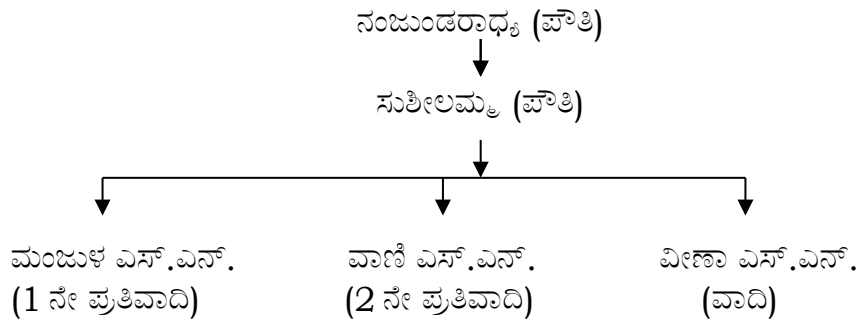 ನಂಜುಂಡರಾಧ್ಯ (ಪೌತಿ)
ಸುಶೀಲಮ್ಮ (ಪೌತಿ)
ಮಂಜುಳ ಎಸ್.ಎನ್. ವಾಣಿ ಎಸ್.ಎನ್. ವೀಣಾ ಎಸ್.ಎನ್.
(1 ನೇ ಪ್ರತಿವಾದಿ) (2 ನೇ ಪ್ರತಿವಾದಿ) (ವಾದಿ)